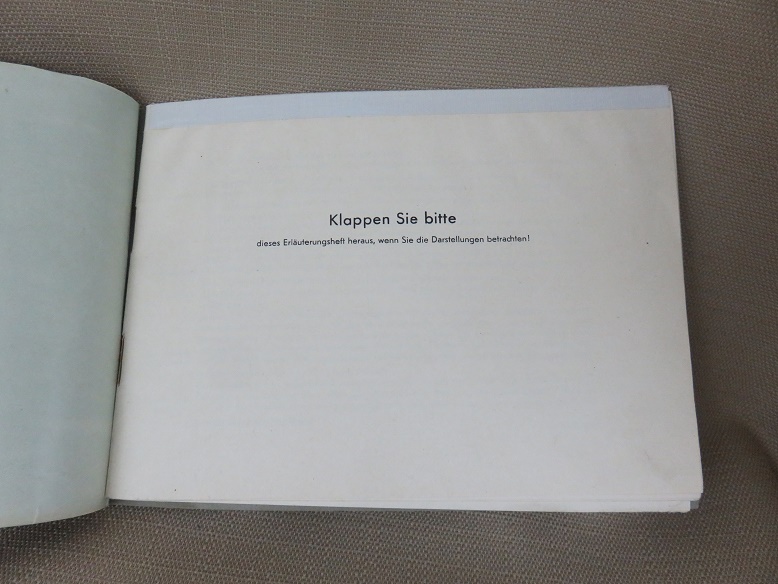 Klappen Sie bitte
dieses Erläuterungsheft heraus, wenn Sie die Darstellungen betrachten!